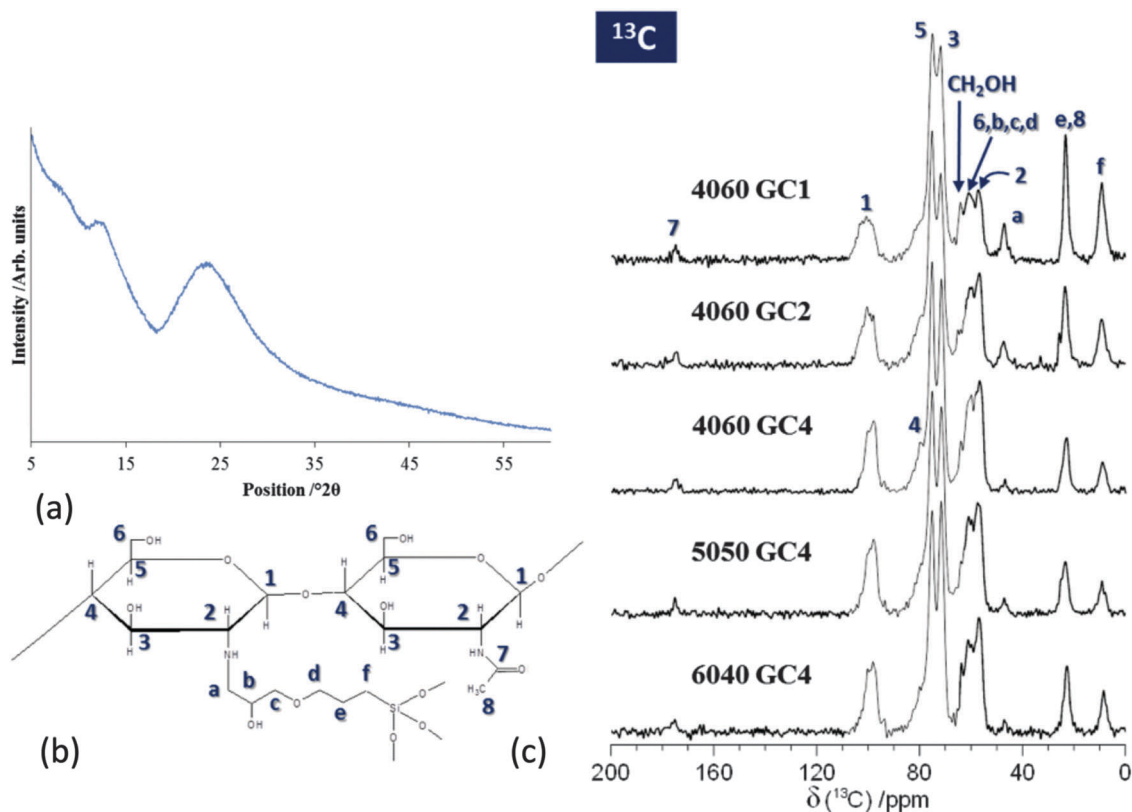 Intensity /Arb. units
5 15 25 35 45 55
Position /°2θ
(a)
6
OH
5
H
O
H
4
OH
3
H
2
H
1
H
O
NH
a
b
OH
c
O
d
e
f
Si
O
O
O
6
OH
5
H
O
H
4
OH
3
H
2
H
1
H
O
NH
7
O
H₃C
8
(b)
(c)
¹³C
5 3
CH₂OH
6,b,c,d
e,8
2
f
a
1
7
4060 GC1
4060 GC2
4060 GC4
4
5050 GC4
6040 GC4
200 160 120 80 40 0
δ (¹³C) /ppm